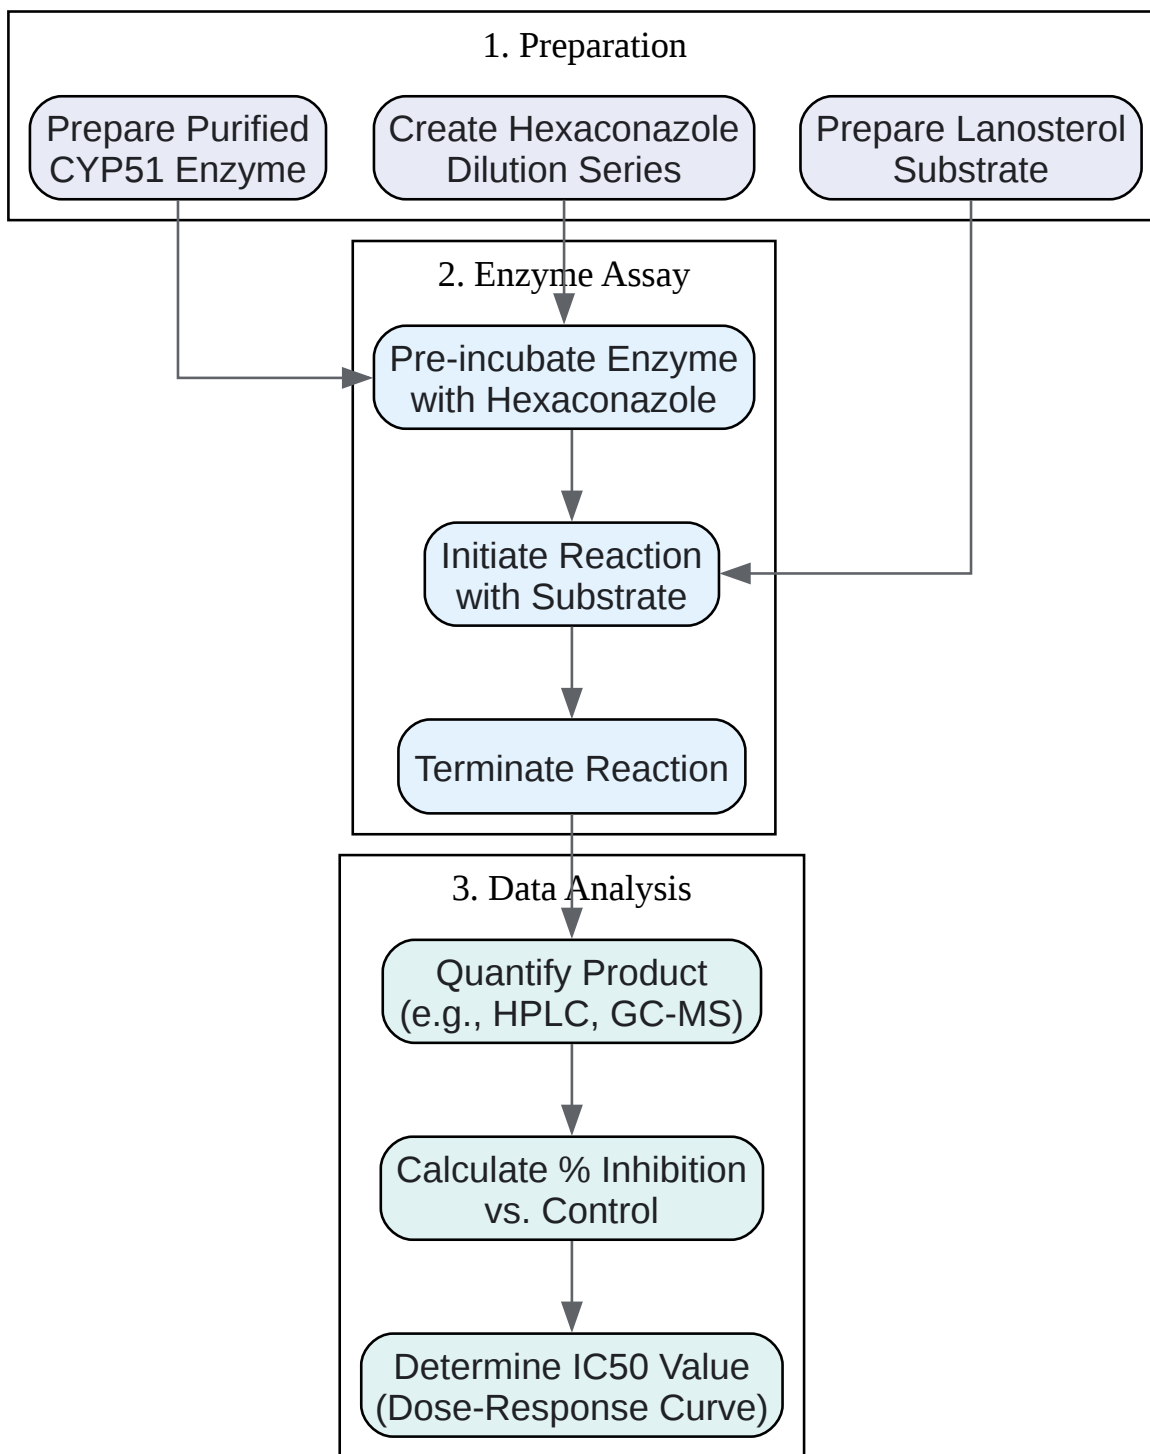 1. Preparation
Prepare Purified
CYP51 Enzyme
Create Hexaconazole
Dilution Series
Prepare Lanosterol
Substrate
2. Enzyme Assay
Pre-incubate Enzyme
with Hexaconazole
Initiate Reaction
with Substrate
Terminate Reaction
3. Data Analysis
Quantify Product
(e.g., HPLC, GC-MS)
Calculate % Inhibition
vs. Control
Determine IC50 Value
(Dose-Response Curve)